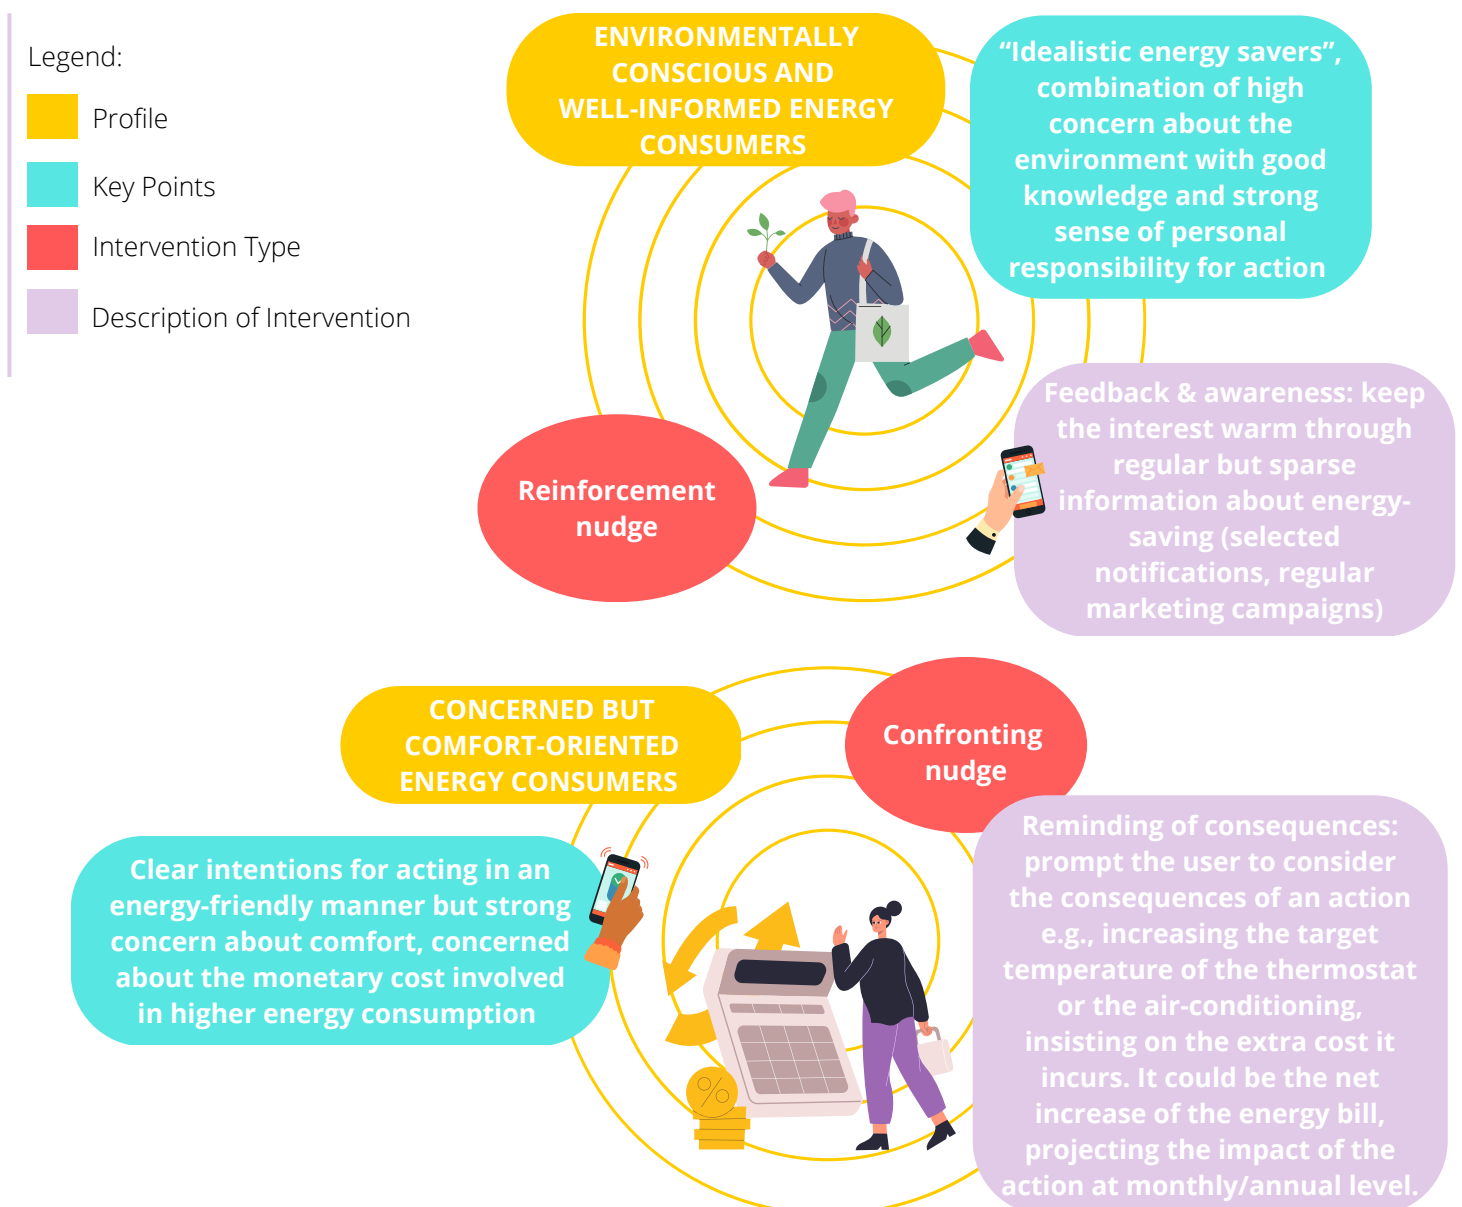 Legend:
Profile
Key Points
Intervention Type
Description of Intervention
ENVIRONMENTALLY
CONSCIOUS AND
WELL-INFORMED ENERGY
CONSUMERS
“Idealistic energy savers”,
combination of high
concern about the
environment with good
knowledge and strong
sense of personal
responsibility for action
Reinforcement
nudge
Feedback & awareness: keep
the interest warm through
regular but sparse
information about energy-
saving (selected
notifications, regular
marketing campaigns)
CONCERNED BUT
COMFORT-ORIENTED
ENERGY CONSUMERS
Confronting
nudge
Clear intentions for acting in an
energy-friendly manner but strong
concern about comfort, concerned
about the monetary cost involved
in higher energy consumption
Reminding of consequences:
prompt the user to consider
the consequences of an action
e.g., increasing the target
temperature of the thermostat
or the air-conditioning,
insisting on the extra cost it
incurs. It could be the net
increase of the energy bill,
projecting the impact of the
action at monthly/annual level.
%